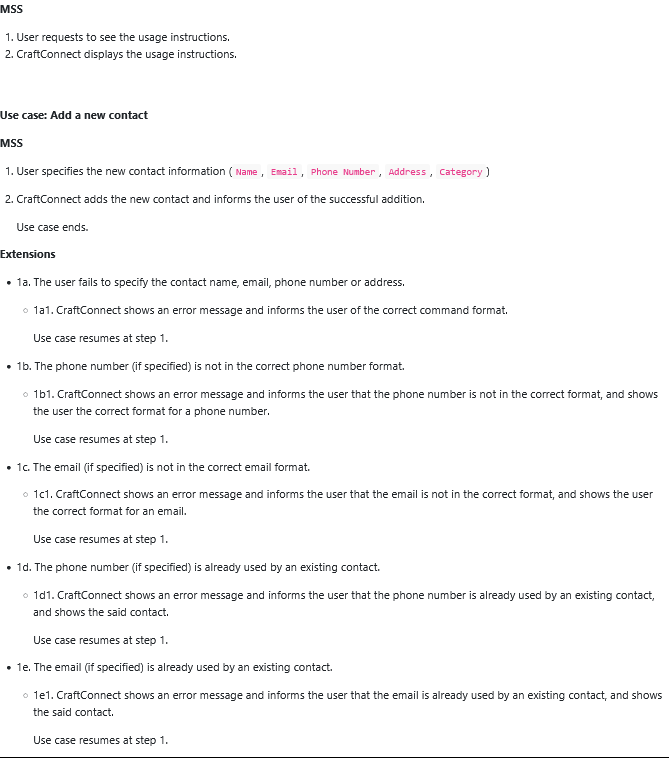 MSS
1. User requests to see the usage instructions.
2. CraftConnect displays the usage instructions.
Use case: Add a new contact
MSS
1. User specifies the new contact information ( Name , Email , Phone Number , Address , Category )
2. CraftConnect adds the new contact and informs the user of the successful addition.
Use case ends.
Extensions
• 1a. The user fails to specify the contact name, email, phone number or address.
◦ 1a1. CraftConnect shows an error message and informs the user of the correct command format.
Use case resumes at step 1.
• 1b. The phone number (if specified) is not in the correct phone number format.
◦ 1b1. CraftConnect shows an error message and informs the user that the phone number is not in the correct format, and shows
the user the correct format for a phone number.
Use case resumes at step 1.
• 1c. The email (if specified) is not in the correct email format.
◦ 1c1. CraftConnect shows an error message and informs the user that the email is not in the correct format, and shows the user
the correct format for an email.
Use case resumes at step 1.
• 1d. The phone number (if specified) is already used by an existing contact.
◦ 1d1. CraftConnect shows an error message and informs the user that the phone number is already used by an existing contact,
and shows the said contact.
Use case resumes at step 1.
• 1e. The email (if specified) is already used by an existing contact.
◦ 1e1. CraftConnect shows an error message and informs the user that the email is already used by an existing contact, and shows
the said contact.
Use case resumes at step 1.